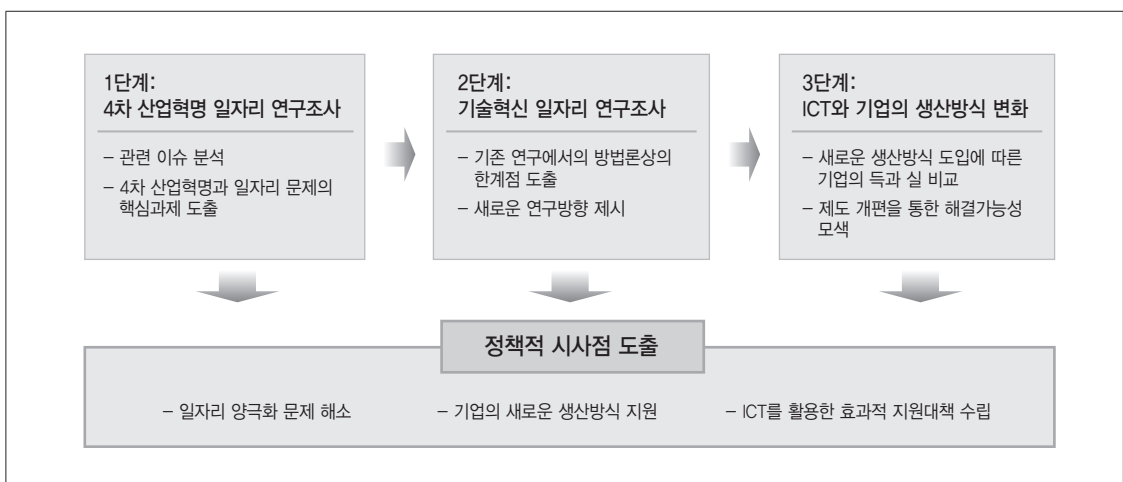 1단계:
4차 산업혁명 일자리 연구조사
– 관련 이슈 분석
– 4차 산업혁명과 일자리 문제의
핵심과제 도출
2단계:
기술혁신 일자리 연구조사
– 기존 연구에서의 방법론상의
한계점 도출
– 새로운 연구방향 제시
3단계:
ICT와 기업의 생산방식 변화
– 새로운 생산방식 도입에 따른
기업의 득과 실 비교
– 제도 개편을 통한 해결가능성
모색
정책적 시사점 도출
– 일자리 양극화 문제 해소
– 기업의 새로운 생산방식 지원
– ICT를 활용한 효과적 지원대책 수립